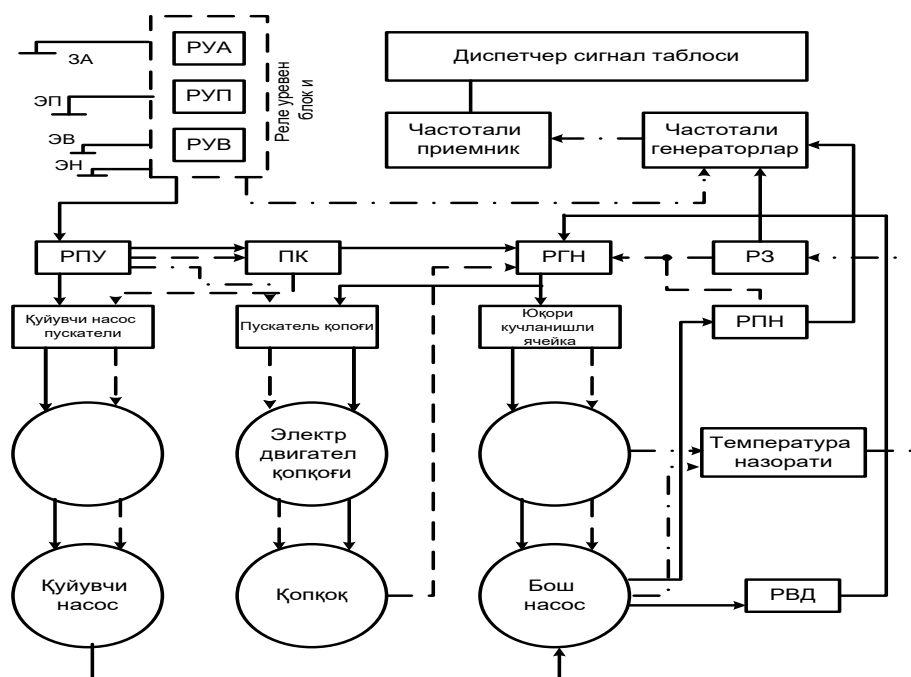 ЗА
ЭП
ЭВ
ЭН
РУА
РУП
РУВ
Реле уревен
блок и
Диспетчер сигнал таблоси
Частотали
приемник
Частотали
генераторлар
РПУ
ПК
РГН
РЗ
РПН
Қуйувчи насос
пускатели
Пускатель қопоғи
Юқори
кучланишли
ячейка
Электр
двигател
қопқоғи
Температура
назорати
Қуйувчи
насос
Қопқоқ
Бош
насос
РВД